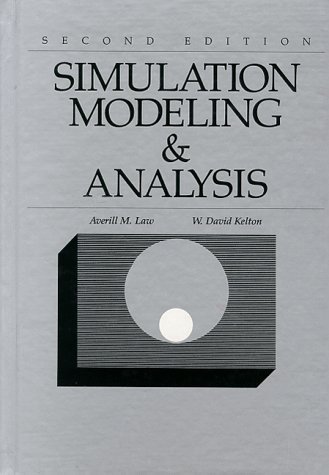 SECOND EDITION
SIMULATION
MODELING
&
ANALYSIS
Averill M. Law W. David Kelton